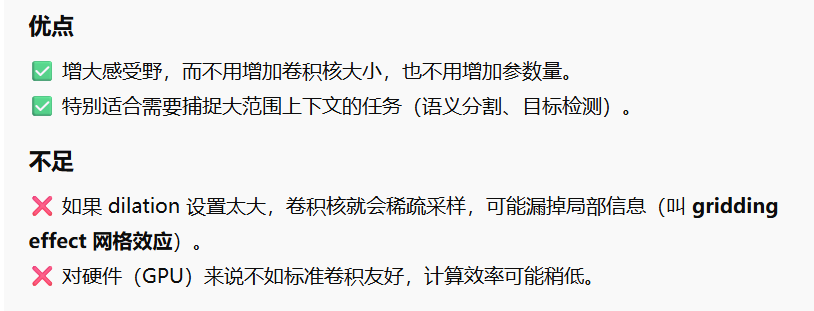 优点
✅ 增大感受野，而不用增加卷积核大小，也不用增加参数量。
✅ 特别适合需要捕捉大范围上下文的任务（语义分割、目标检测）。
不足
❌ 如果 dilation 设置太大，卷积核就会稀疏采样，可能漏掉局部信息（叫 gridding
effect 网格效应）。
❌ 对硬件（GPU）来说不如标准卷积友好，计算效率可能稍低。